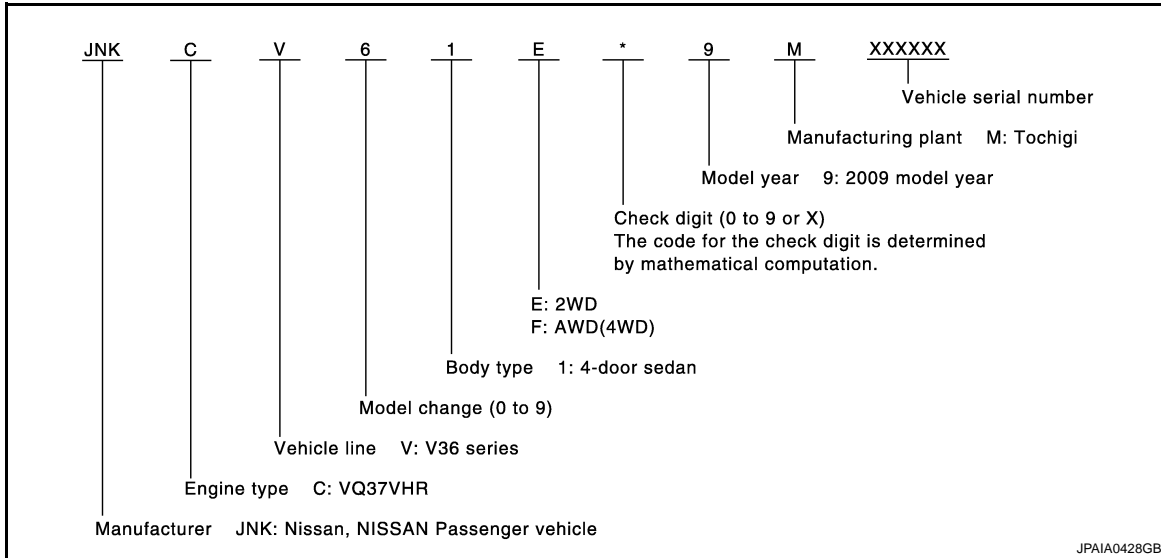 JNK C V 6 1 E * 9 M XXXXXX
Vehicle serial number
Manufacturing plant M: Tochigi
Model year 9: 2009 model year
Check digit (0 to 9 or X)
The code for the check digit is determined
by mathematical computation.
E: 2WD
F: AWD(4WD)
Body type 1: 4-door sedan
Model change (0 to 9)
Vehicle line V: V36 series
Engine type C: VQ37VHR
Manufacturer JNK: Nissan, NISSAN Passenger vehicle
JPAIA0428GB